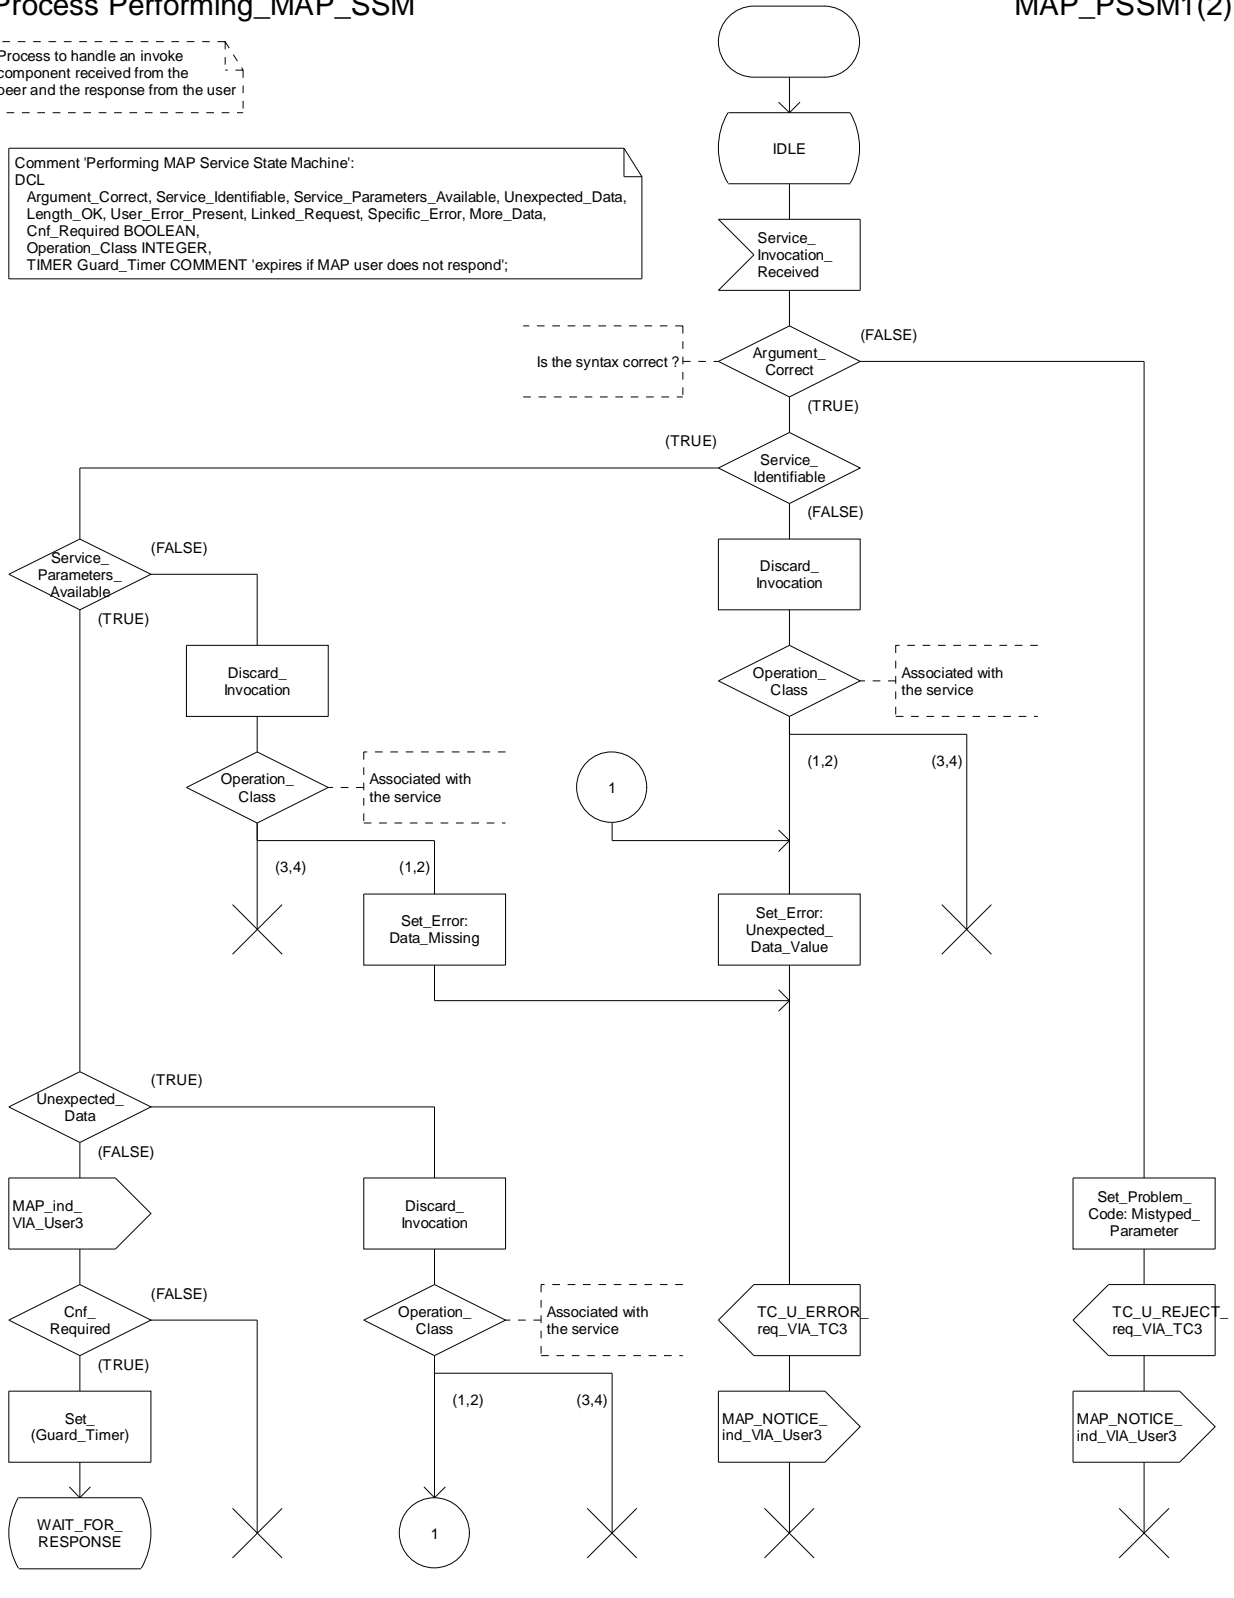 Process Performing_MAP_SSM
MAP_PSSM1(2)
Process to handle an invoke
component received from the
peer and the response from the user
Comment 'Performing MAP Service State Machine':
DCL
Argument_Correct, Service_Identifiable, Service_Parameters_Available, Unexpected_Data,
Length_OK, User_Error_Present, Linked_Request, Specific_Error, More_Data,
Cnf_Required BOOLEAN,
Operation_Class INTEGER,
TIMER Guard_Timer COMMENT 'expires if MAP user does not respond';
IDLE
Service_
Invocation_
Received
Is the syntax correct ?
Argument_
Correct
(FALSE)
(TRUE)
(TRUE)
Service_
Identifiable
(FALSE)
Service_
Parameters_
Available
(FALSE)
(TRUE)
Discard_
Invocation
Discard_
Invocation
Operation_
Class
Associated with
the service
Operation_
Class
Associated with
the service
1
(1,2)
(3,4)
(3,4)
(1,2)
Set_Error:
Data_Missing
Set_Error:
Unexpected_
Data_Value
Unexpected_
Data
(TRUE)
(FALSE)
MAP_ind_
VIA_User3
Discard_
Invocation
Set_Problem_
Code: Mistyped_
Parameter
Cnf_
Required
(FALSE)
(TRUE)
Operation_
Class
Associated with
the service
TC_U_ERROR_
req_VIA_TC3
TC_U_REJECT_
req_VIA_TC3
(1,2)
(3,4)
Set_
(Guard_Timer)
MAP_NOTICE_
ind_VIA_User3
MAP_NOTICE_
ind_VIA_User3
WAIT_FOR_
RESPONSE
1